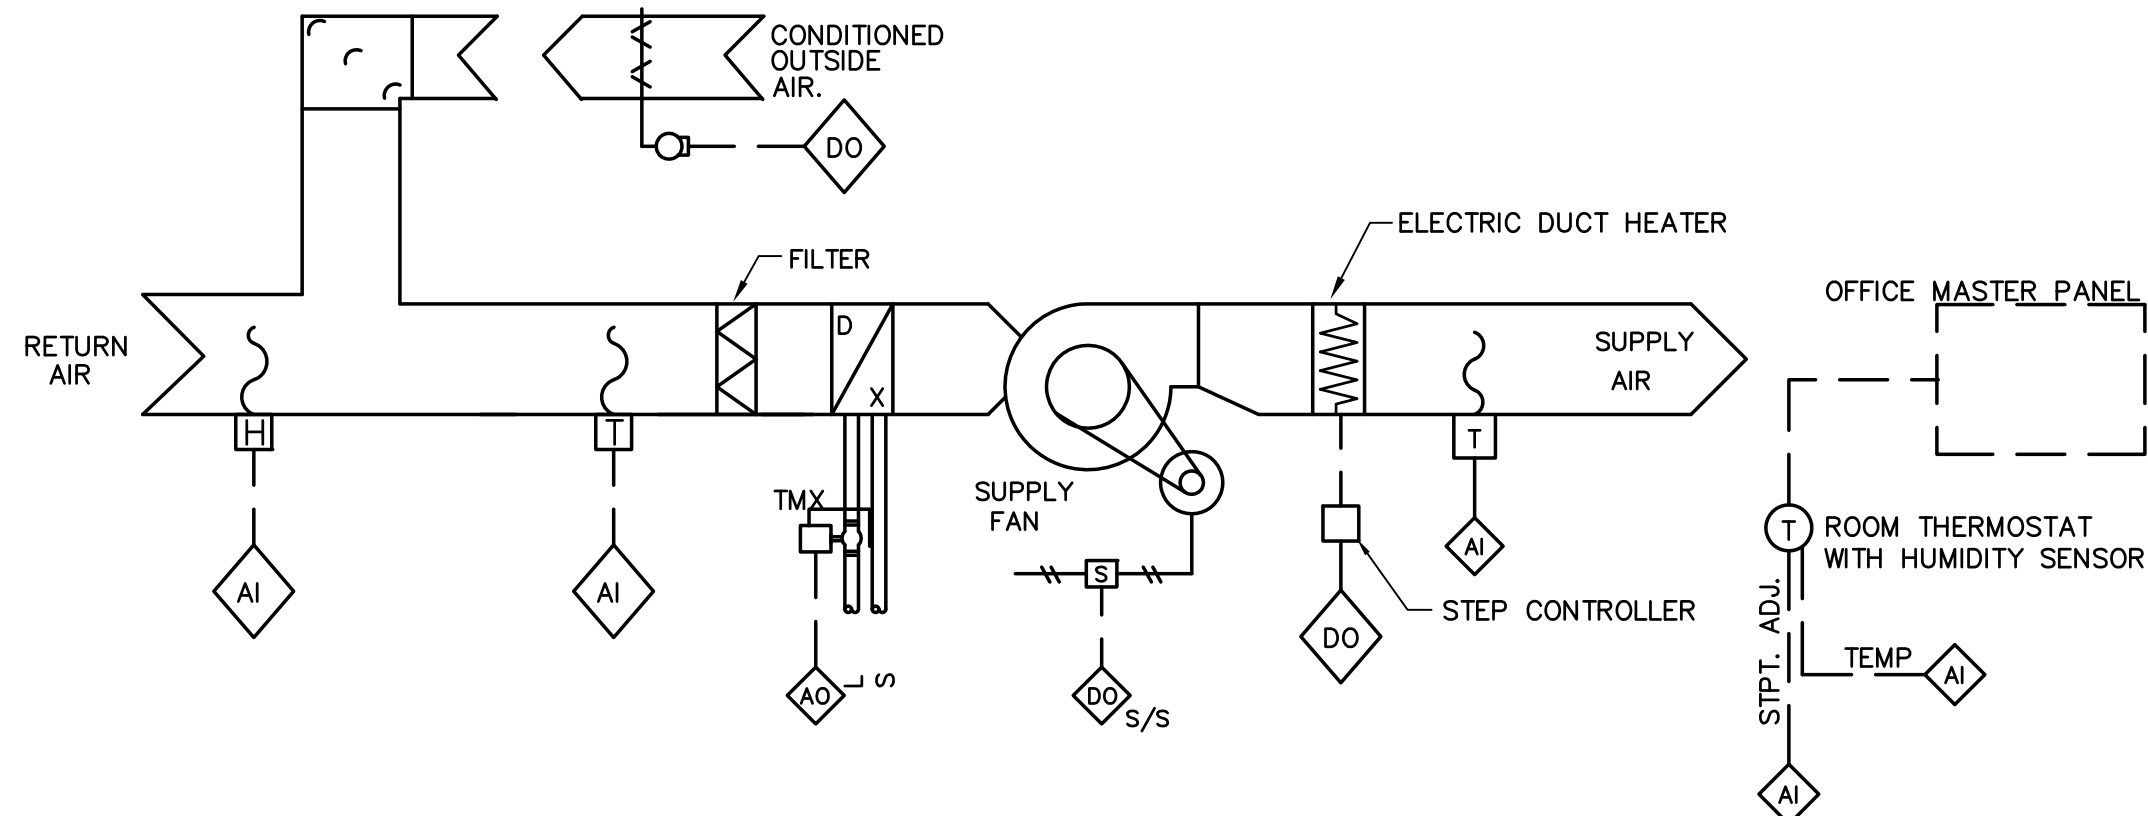 CONDITIONED
OUTSIDE
AIR.
DO
ELECTRIC DUCT HEATER
FILTER
OFFICE MASTER PANEL
RETURN
AIR
D
X
SUPPLY
AIR
H
T
T
TMX
SUPPLY
FAN
T
ROOM THERMOSTAT
WITH HUMIDITY SENSOR
AI
AI
S
AI
DO
STEP CONTROLLER
STPT. ADJ.
TEMP
AI
AO
L
S
DO
S/S
AI